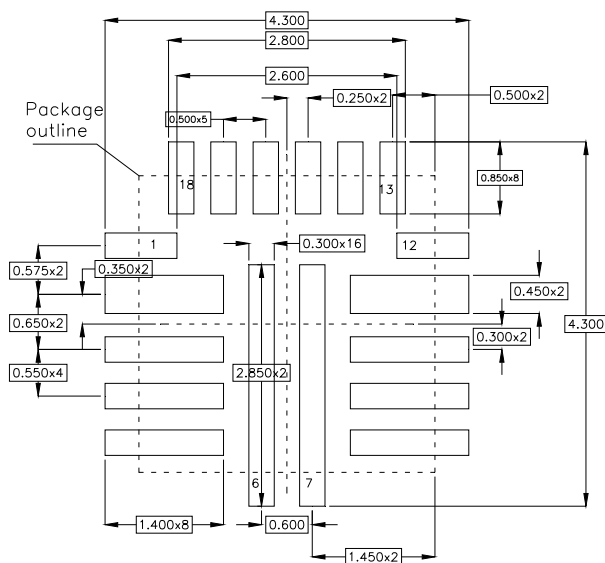 4.300
2.800
2.600
0.250x2
0.500x2
Package
outline
0.500x5
18
13
0.850x8
1
12
0.300x16
0.575x2
0.350x2
0.450x2
0.650x2
0.300x2
4.300
0.550x4
2.850x2
6
7
1.400x8
0.600
1.450x2